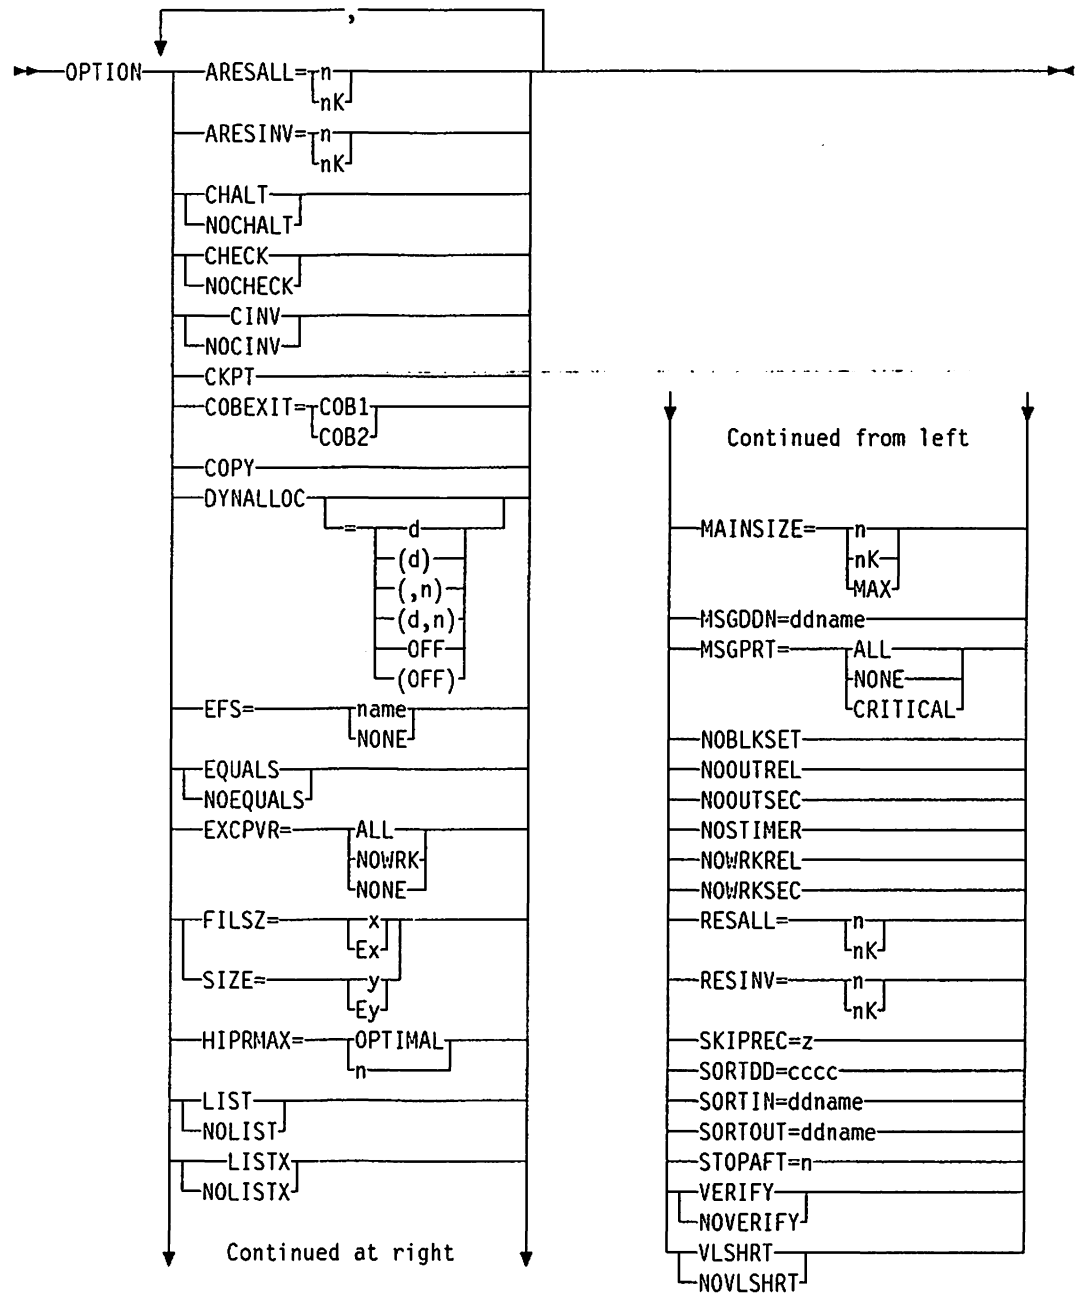 ,
OPTION ARESALL= n
nK
ARESINV= n
nK
CHALT
NOCHALT
CHECK
NOCHECK
CINV
NOCINV
CKPT
COBEXIT= COB1
COB2
COPY
DYNALLOC
= d
(d)
(,n)
(d,n)
OFF
(OFF)
EFS= name
NONE
EQUALS
NOEQUALS
EXCPVR= ALL
NOWRK
NONE
FILSZ= x
Ex
SIZE= y
Ey
HIPRMAX= OPTIMAL
n
LIST
NOLIST
LISTX
NOLISTX
Continued at right
Continued from left
MAINSIZE= n
nK
MAX
MSGDDN=ddname
MSGPRT= ALL
NONE
CRITICAL
NOBLKSET
NOOUTREL
NOOUTSEC
NOSTIMER
NOWRKREL
NOWRKSEC
RESALL= n
nK
RESINV= n
nK
SKIPREC=z
SORTDD=cccc
SORTIN=ddname
SORTOUT=ddname
STOPAFT=n
VERIFY
NOVERIFY
VLSHRT
NOVLSHRT